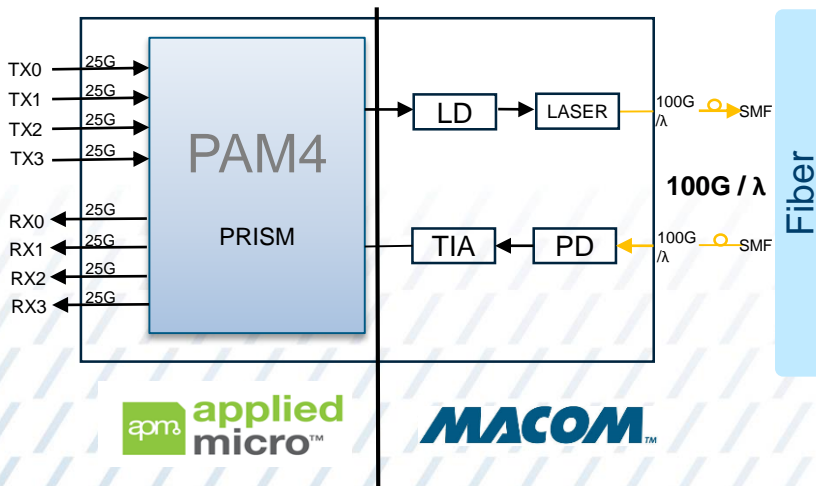 TX0
25G
TX1
25G
TX2
25G
TX3
25G
PAM4
PRISM
RX0
25G
RX1
25G
RX2
25G
RX3
25G
LD
LASER
100G
/λ
SMF
100G / λ
TIA
PD
100G
/λ
SMF
Fiber
apm
applied
micro™
MACOM™